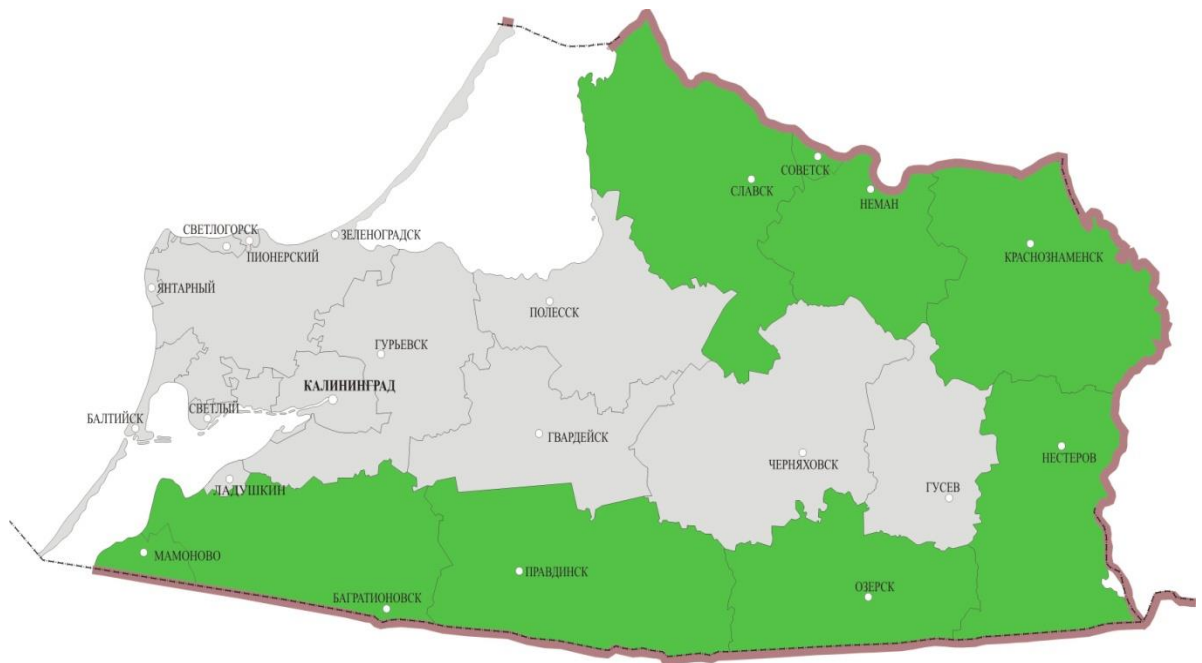 СОВЕТСК
СЛАВСК
НЕМАН
СВЕТЛОГОРСК
ЗЕЛЕНОГРАДСК
ПИОНЕРСКИЙ
КРАСНОЗНАМЕНСК
ЯНТАРНЫЙ
ПОЛЕССК
ГУРЬЕВСК
КАЛИНИНГРАД
СВЕТЛЫЙ
БАЛТИЙСК
ГВАРДЕЙСК
НЕСТЕРОВ
ЧЕРНЯХОВСК
ГУСЕВ
ЛАДУШКИН
МАМОНОВО
ПРАВДИНСК
ОЗЕРСК
БАГРАТИОНОВСК